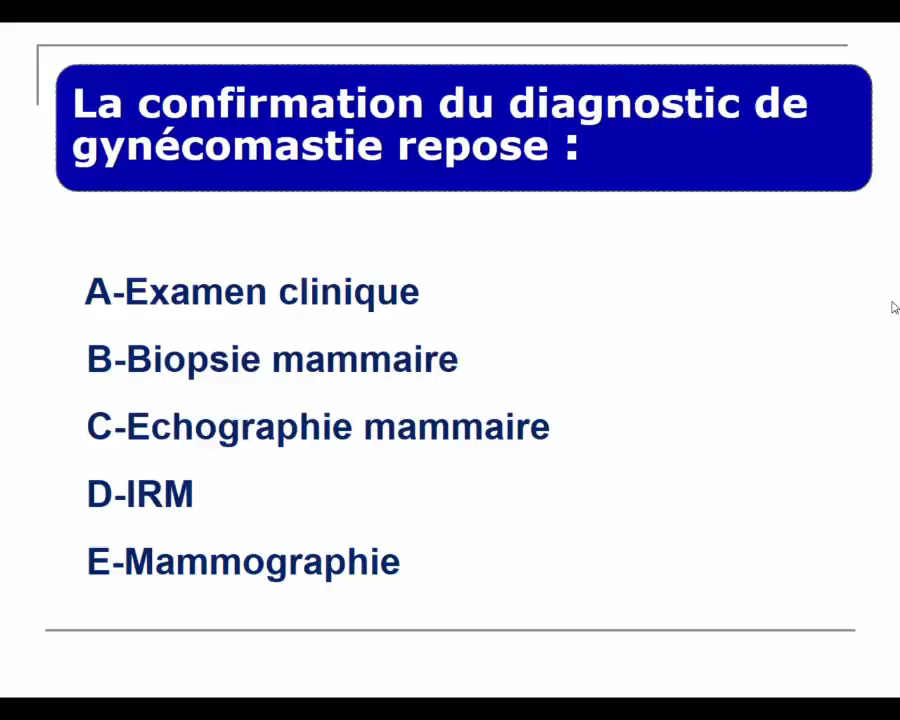 La confirmation du diagnostic de
gynécomastie repose :
A-Examen clinique
B-Biopsie mammaire
C-Echographie mammaire
D-IRM
E-Mammographie